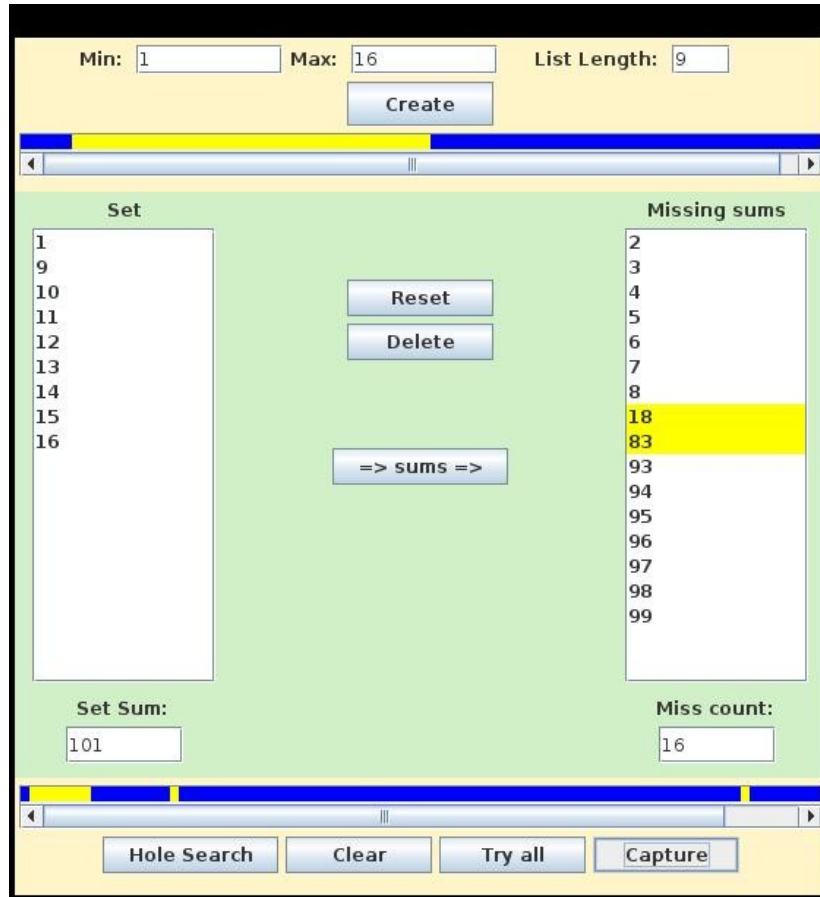 Min: 1 Max: 16 List Length: 9
Create
Set
Missing sums
1
9
10
11
12
13
14
15
16
Reset
Delete
=> sums =>
2
3
4
5
6
7
8
18
83
93
94
95
96
97
98
99
Set Sum:
101
Miss count:
16
Hole Search Clear Try all Capture